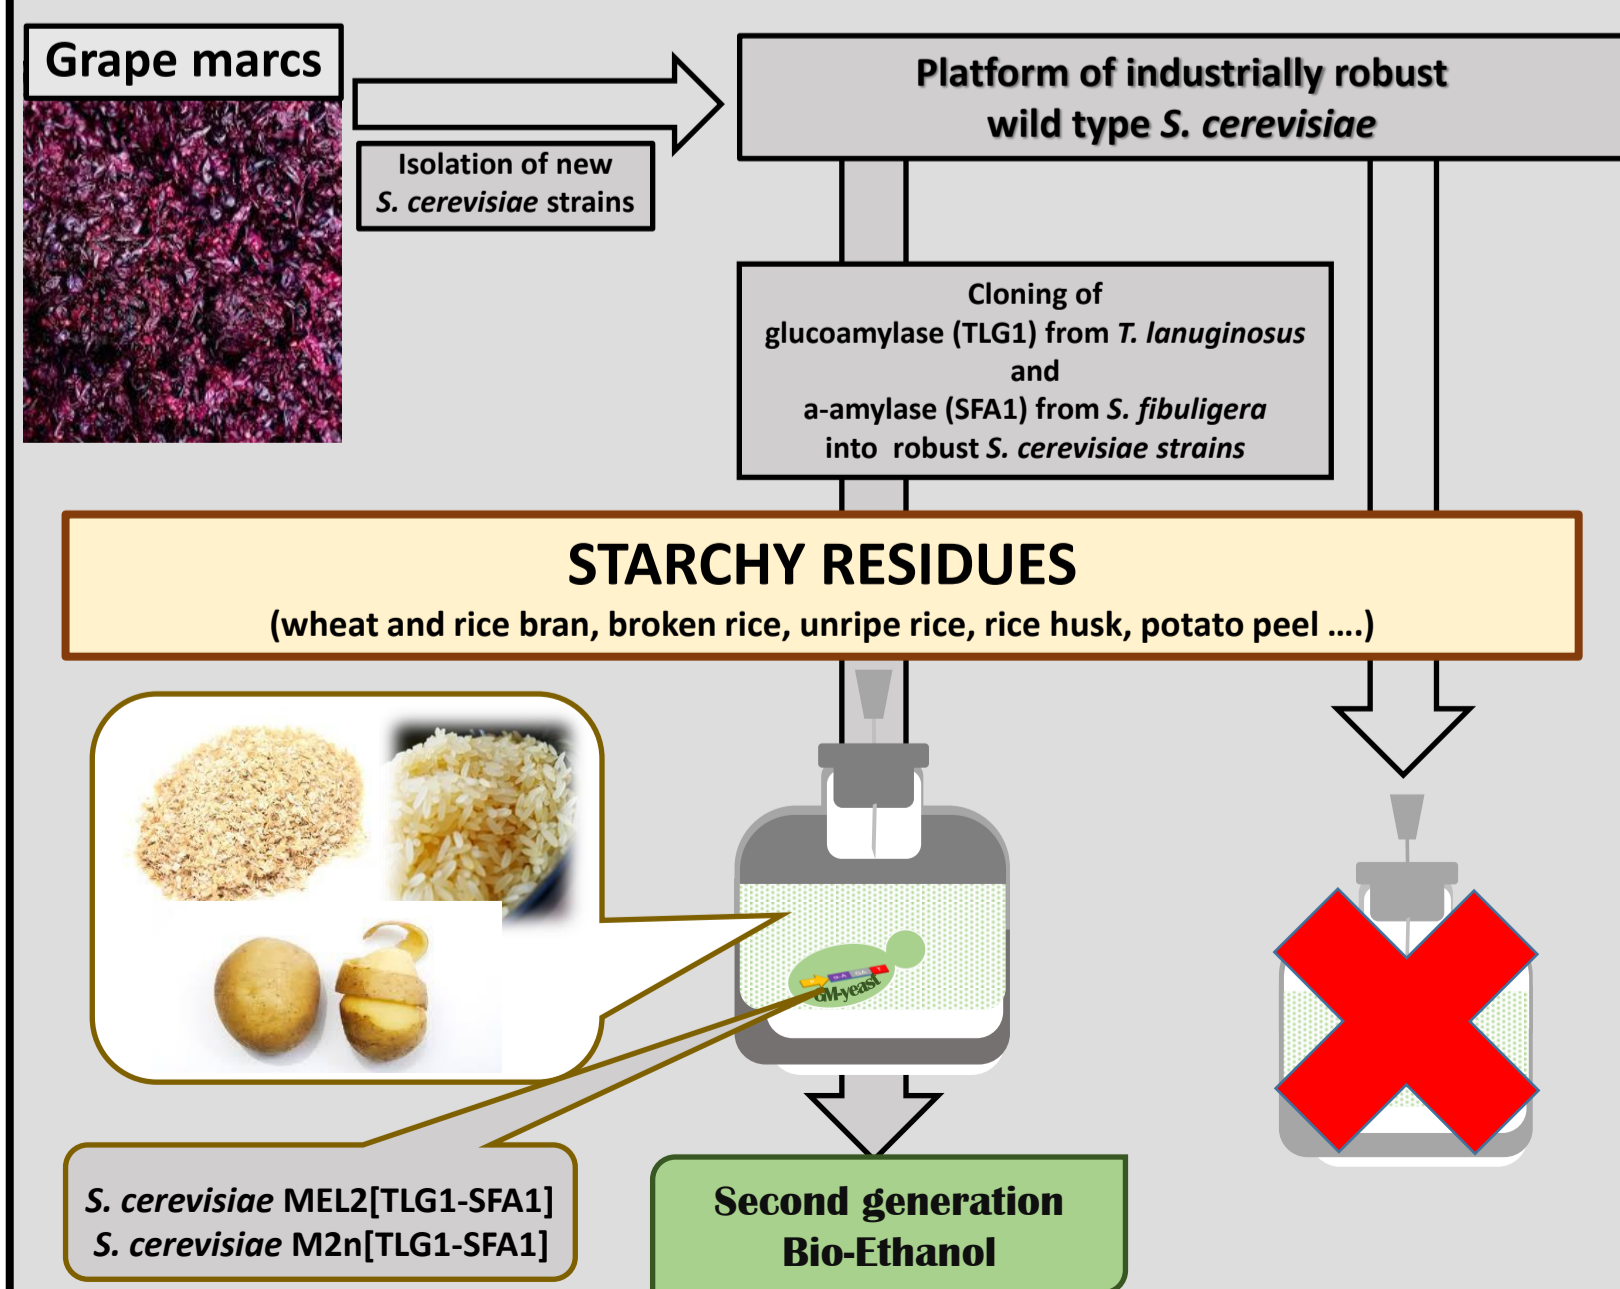 Grape marcs
Platform of industrially robust
wild type S. cerevisiae
Isolation of new
S. cerevisiae strains
Cloning of
glucoamylase (TLG1) from T. lanuginosus
and
a-amylase (SFA1) from S. fibuligera
into robust S. cerevisiae strains
STARCHY RESIDUES
(wheat and rice bran, broken rice, unripe rice, rice husk, potato peel ....)
GM-yeast
S. cerevisiae MEL2[TLG1-SFA1]
S. cerevisiae M2n[TLG1-SFA1]
Second generation
Bio-Ethanol